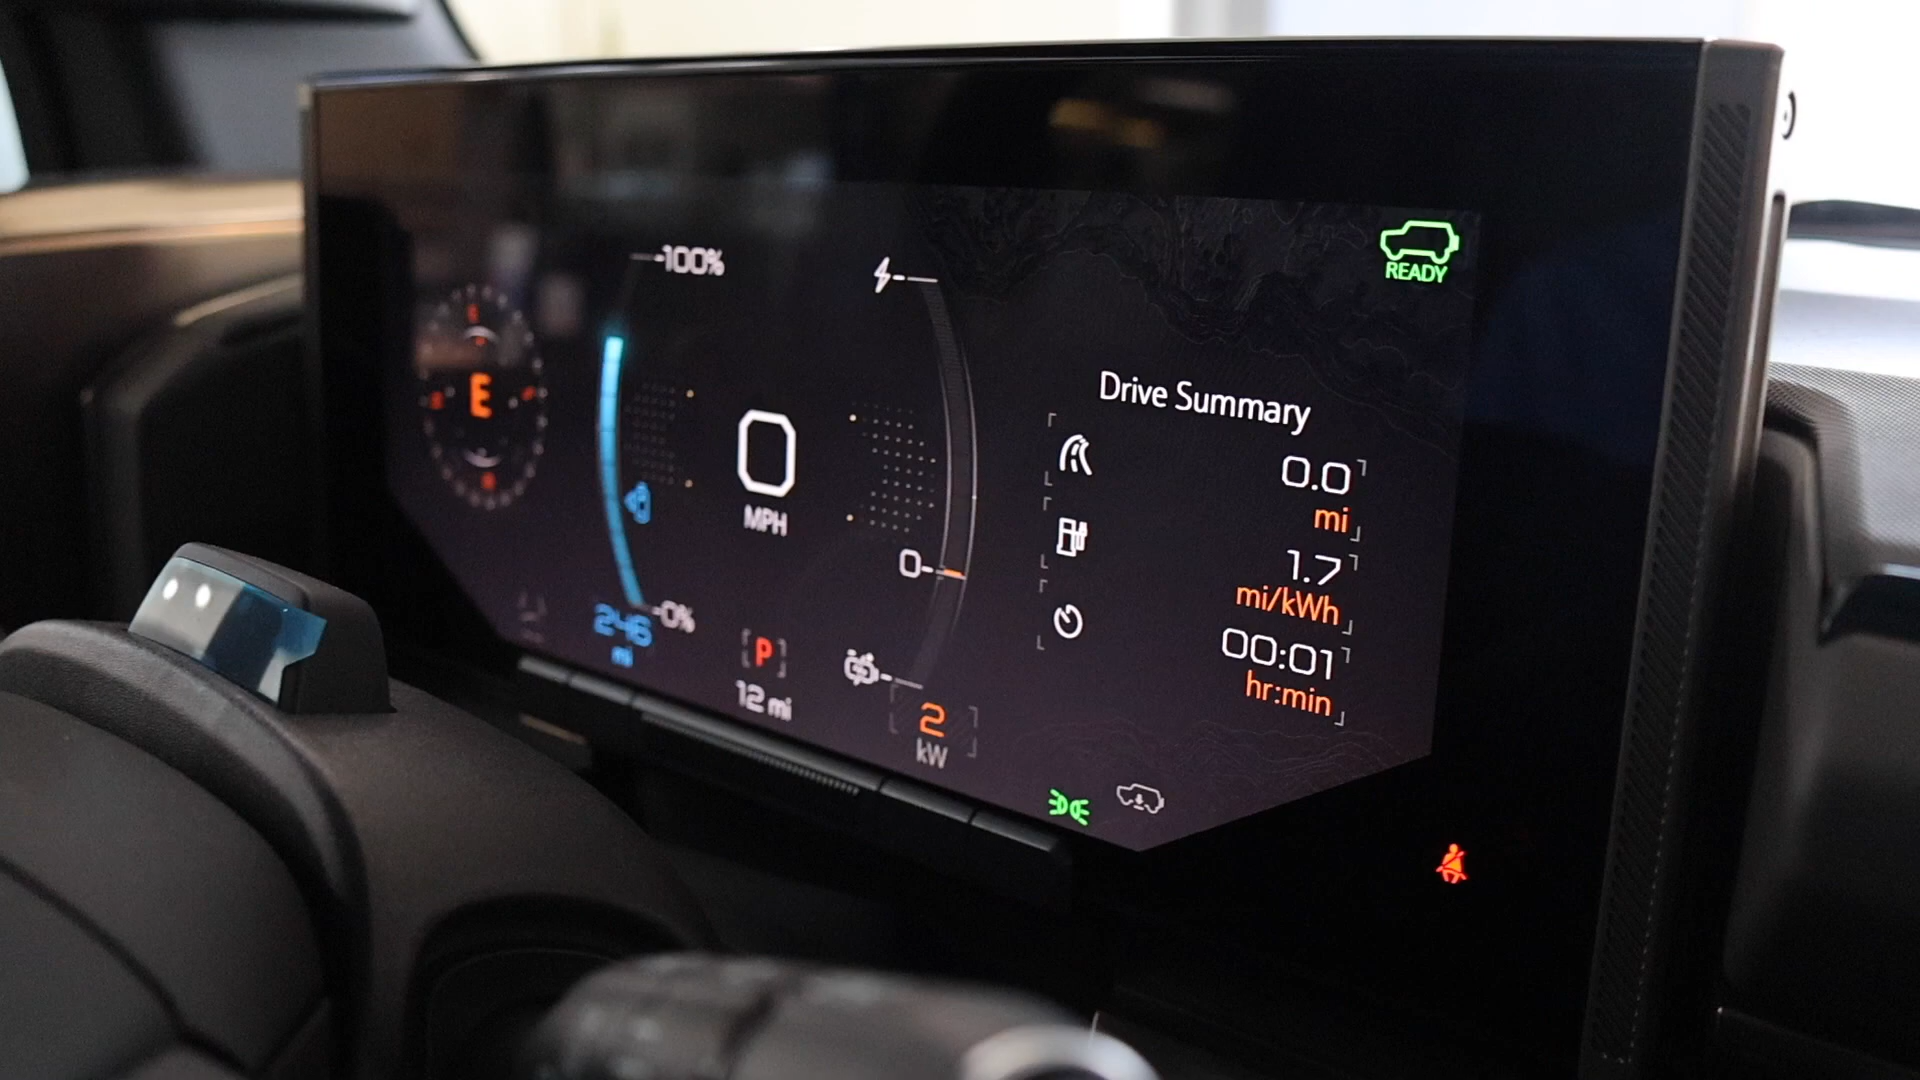 100%
READY
Drive Summary
E
0
MPH
0.0
mi
0
1.7
mi/kWh
0%
246
mi
P
00:01
hr:min
12 mi
2
kW